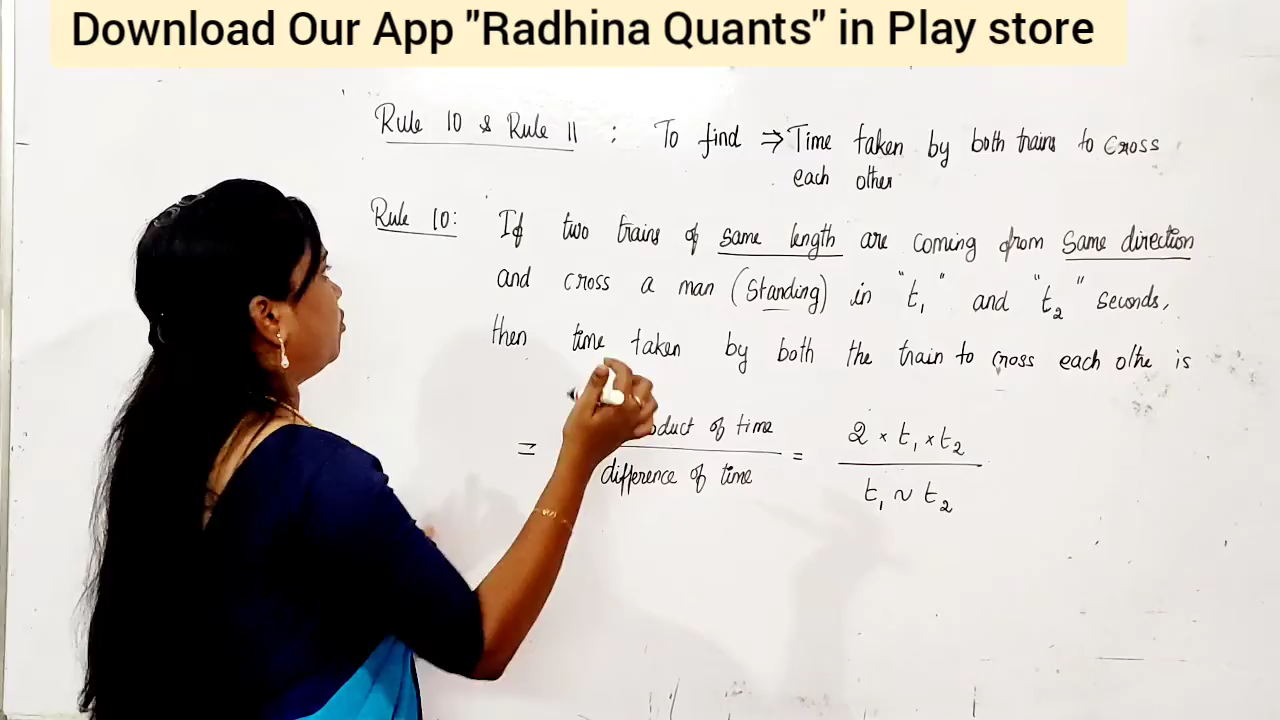 Download Our App "Radhina Quants" in Play store
Rule 10 & Rule 11 : To find ⇒ Time taken by both trains to cross
each other
Rule 10: If two trains of same length are coming from same direction
and cross a man (Standing) in "t₁" and "t₂" seconds,
then time taken by both the train to cross each othe is
= oduct of time / difference of time = 2 × t₁ × t₂ / t₁ ~ t₂